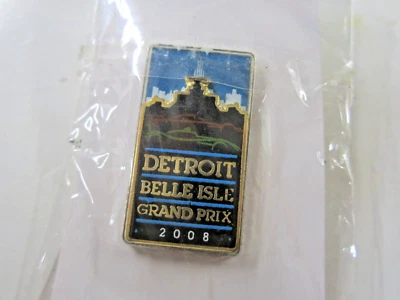 DETROIT
BELLE ISLE
GRAND PRIX
2008